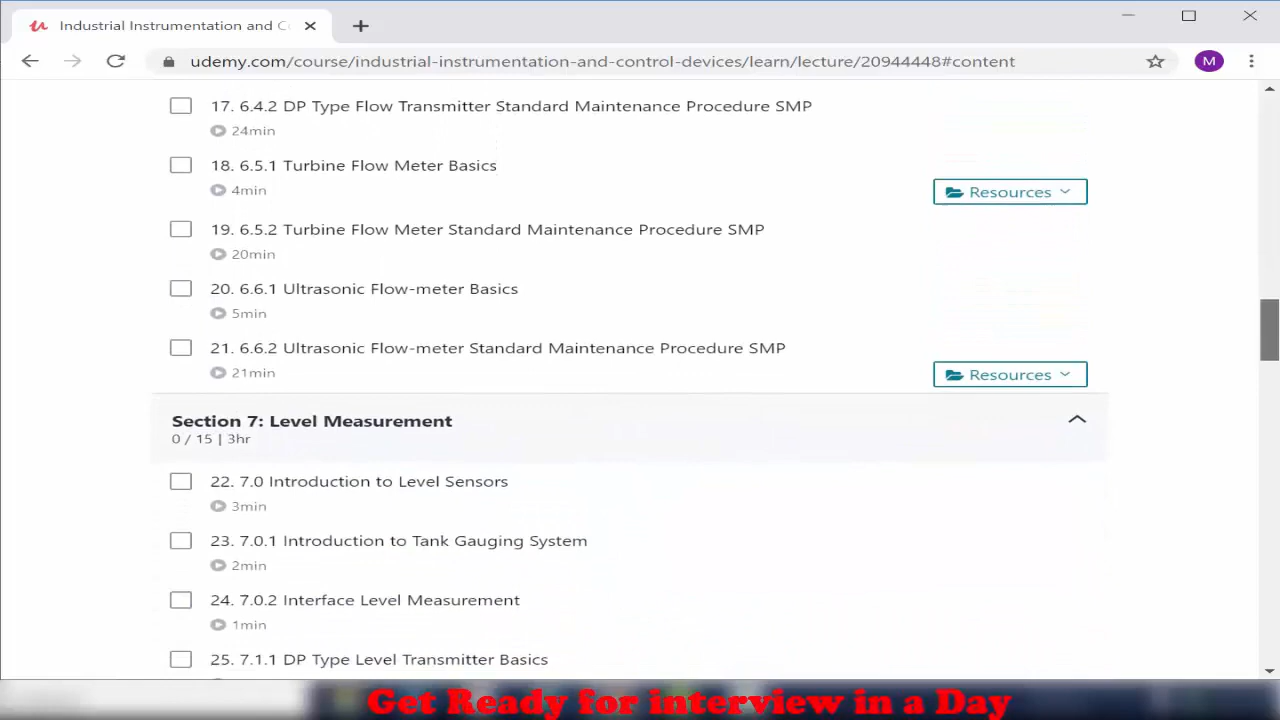 Industrial Instrumentation and Co
udemy.com/course/industrial-instrumentation-and-control-devices/learn/lecture/20944448#content
M
17. 6.4.2 DP Type Flow Transmitter Standard Maintenance Procedure SMP
24min
18. 6.5.1 Turbine Flow Meter Basics
4min
Resources
19. 6.5.2 Turbine Flow Meter Standard Maintenance Procedure SMP
20min
20. 6.6.1 Ultrasonic Flow-meter Basics
5min
21. 6.6.2 Ultrasonic Flow-meter Standard Maintenance Procedure SMP
21min
Resources
Section 7: Level Measurement
0 / 15 | 3hr
22. 7.0 Introduction to Level Sensors
3min
23. 7.0.1 Introduction to Tank Gauging System
2min
24. 7.0.2 Interface Level Measurement
1min
25. 7.1.1 DP Type Level Transmitter Basics
Get Ready for interview in a Day